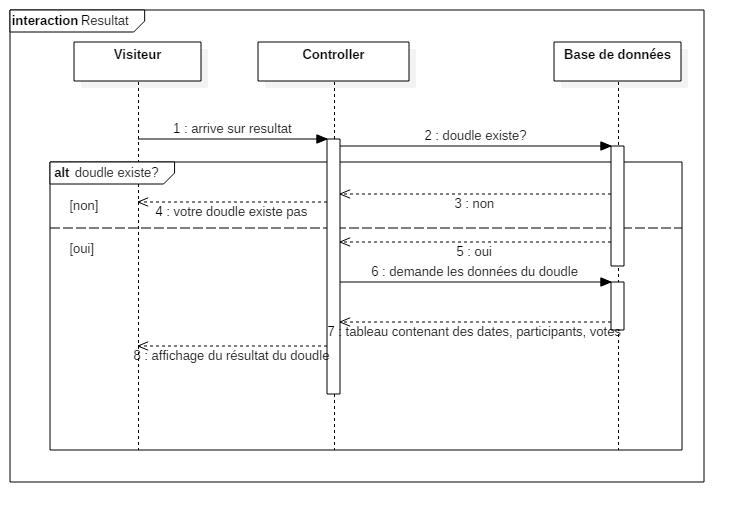 interaction Resultat
Visiteur
Controller
Base de données
1 : arrive sur resultat
2 : doudle existe?
alt doudle existe?
[non]
3 : non
4 : votre doudle existe pas
[oui]
5 : oui
6 : demande les données du doudle
7 : tableau contenant des dates, participants, votes
8 : affichage du résultat du doudle